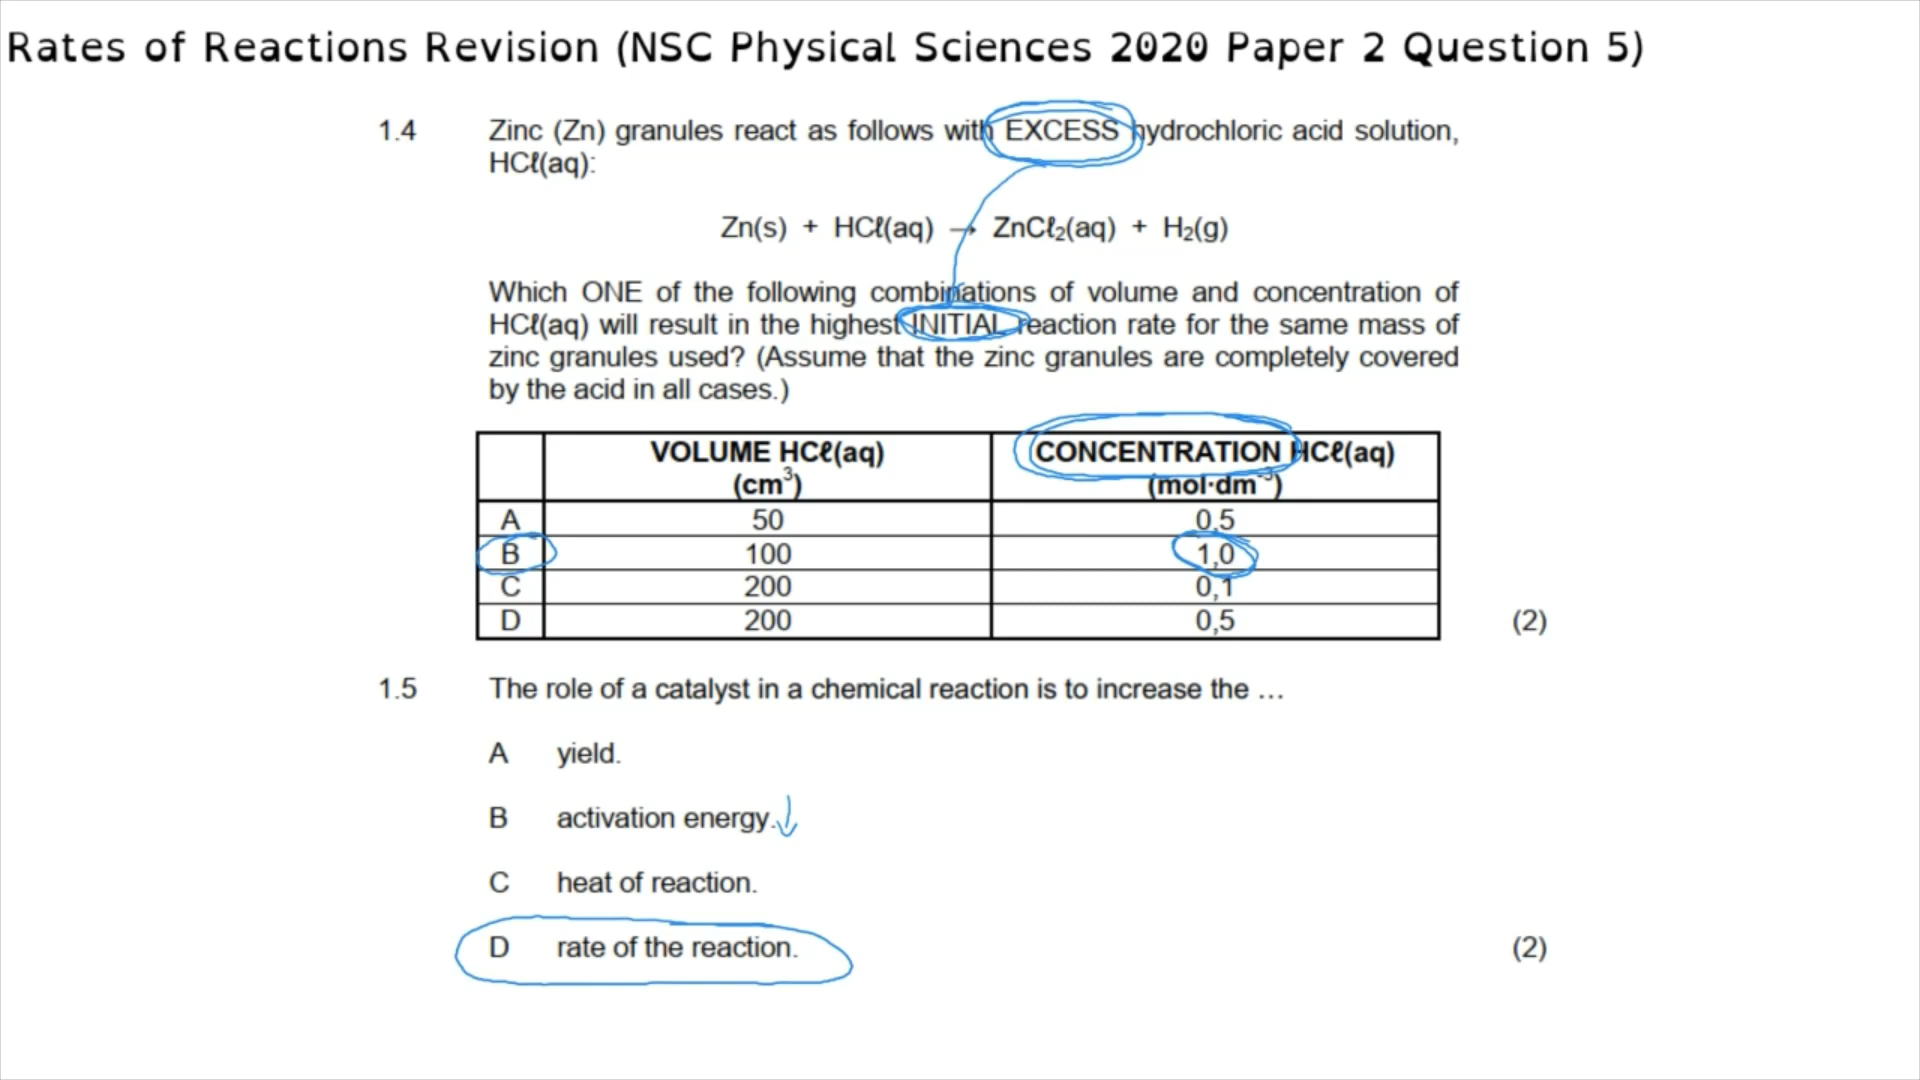 Rates of Reactions Revision (NSC Physical Sciences 2020 Paper 2 Question 5)
1.4 Zinc (Zn) granules react as follows with EXCESS hydrochloric acid solution,
HCℓ(aq):
Zn(s) + HCℓ(aq) → ZnCℓ₂(aq) + H₂(g)
Which ONE of the following combinations of volume and concentration of
HCℓ(aq) will result in the highest INITIAL reaction rate for the same mass of
zinc granules used? (Assume that the zinc granules are completely covered
by the acid in all cases.)
VOLUME HCℓ(aq) CONCENTRATION HCℓ(aq)
(cm³) (mol·dm⁻³)
A 50 0,5
B 100 1,0
C 200 0,1
D 200 0,5 (2)
1.5 The role of a catalyst in a chemical reaction is to increase the …
A yield.
B activation energy. ↓
C heat of reaction.
D rate of the reaction. (2)